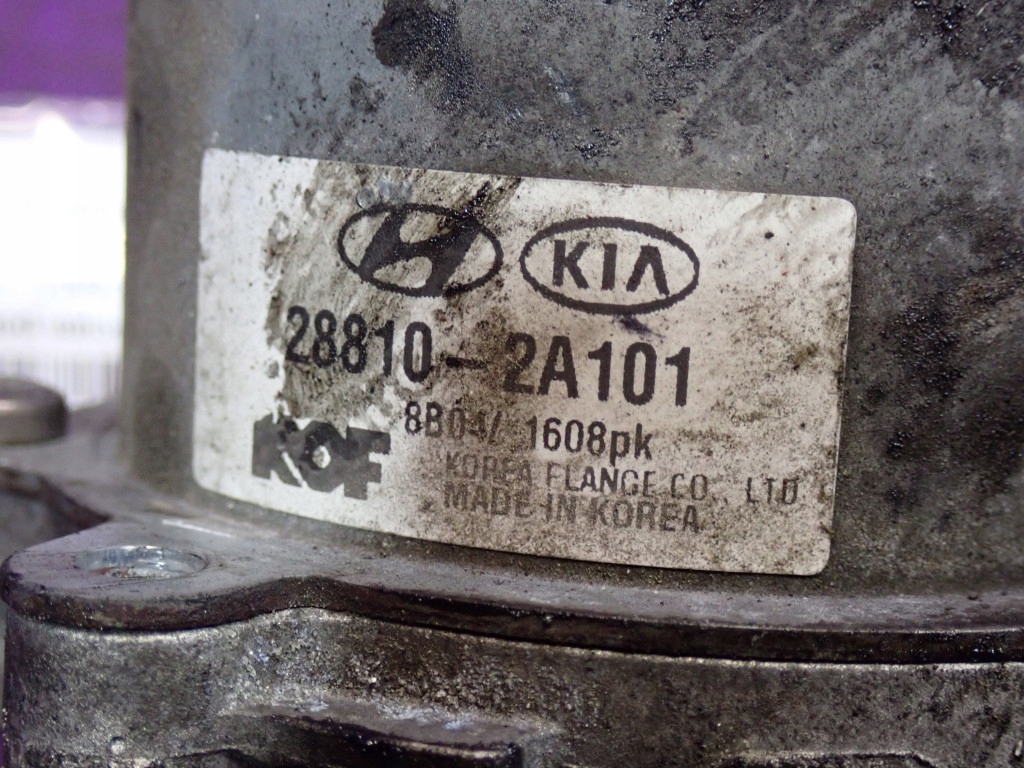 KIA
28810-2A101
8B04/ 1608pk
KOF
KOREA FLANGE CO., LTD
MADE IN KOREA